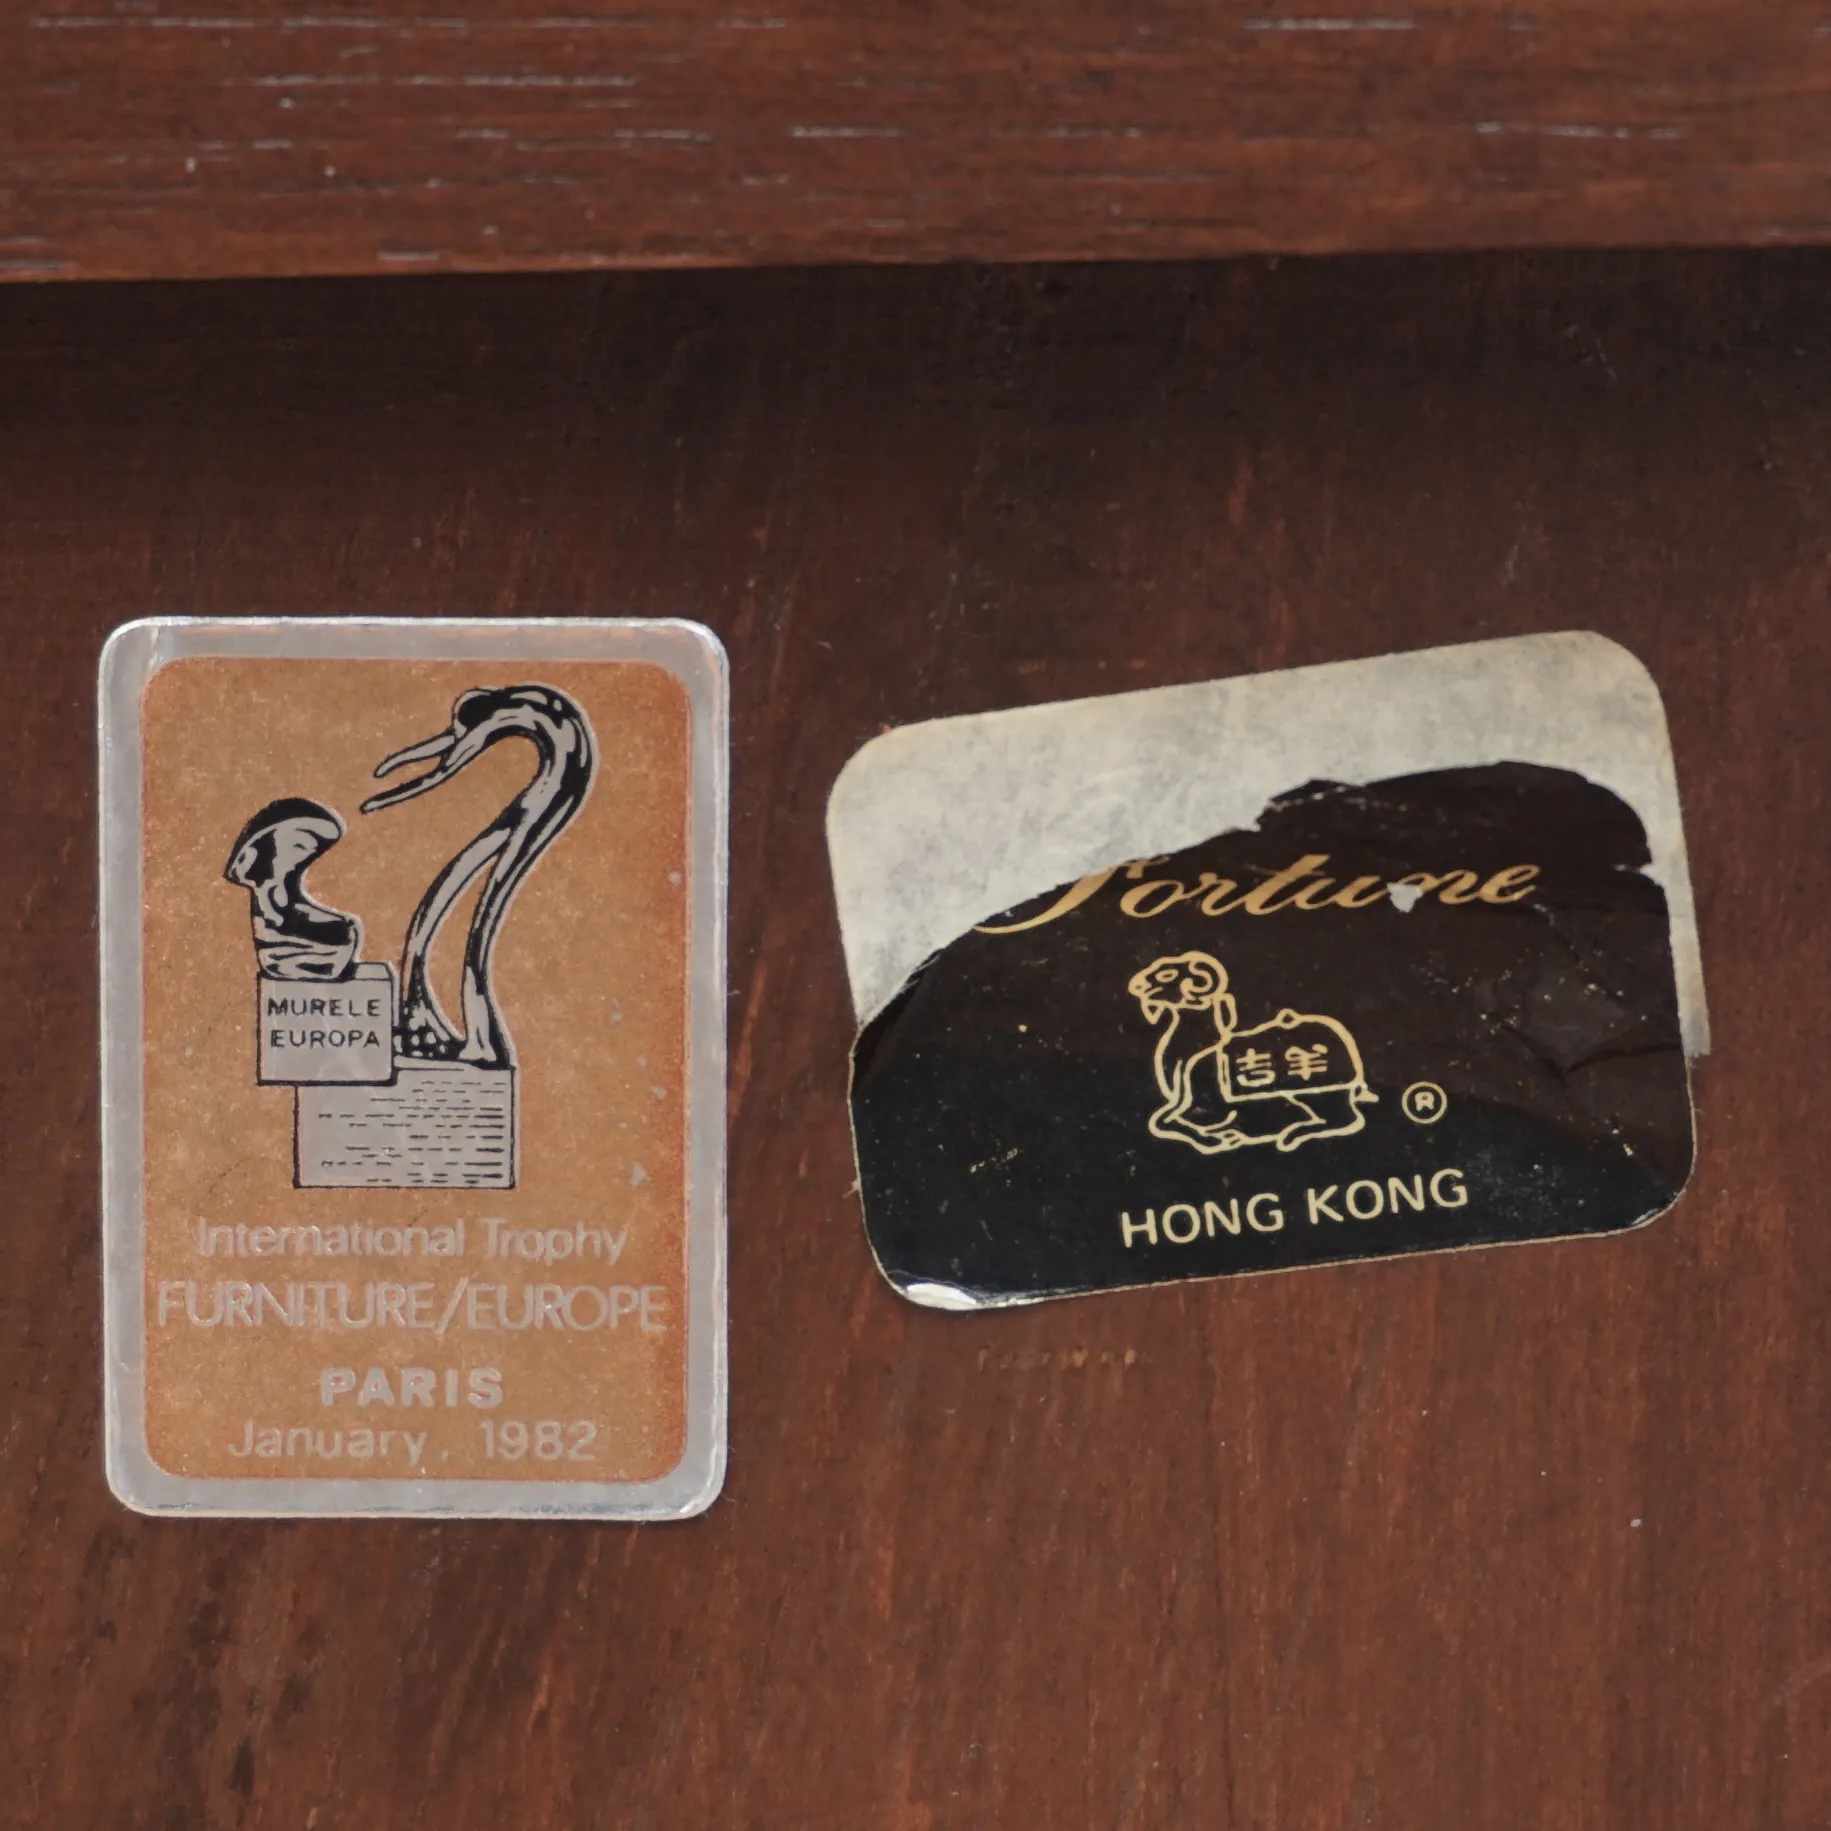 MURELE
EUROPA
International Trophy
FURNITURE/EUROPE
PARIS
January, 1982
Fortune
吉羊
®
HONG KONG